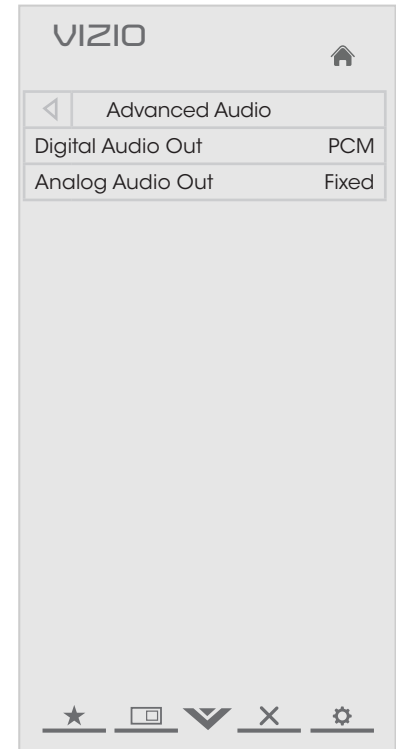 VIZIO
Advanced Audio
Digital Audio Out PCM
Analog Audio Out Fixed